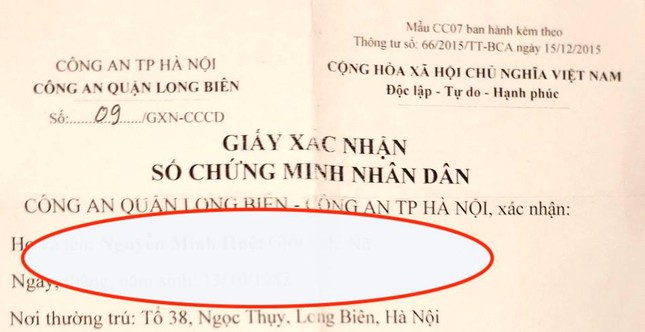 Mẫu CC07 ban hành kèm theo
Thông tư số: 66/2015/TT-BCA ngày 15/12/2015
CÔNG AN TP HÀ NỘI
CÔNG AN QUẬN LONG BIÊN
Số:......09....../GXN-CCCD
CỘNG HÒA XÃ HỘI CHỦ NGHĨA VIỆT NAM
Độc lập - Tự do - Hạnh phúc
GIẤY XÁC NHẬN
SỐ CHỨNG MINH NHÂN DÂN
CÔNG AN QUẬN LONG BIÊN - CÔNG AN TP HÀ NỘI, xác nhận:
Nơi thường trú: Tổ 38, Ngọc Thụy, Long Biên, Hà Nội